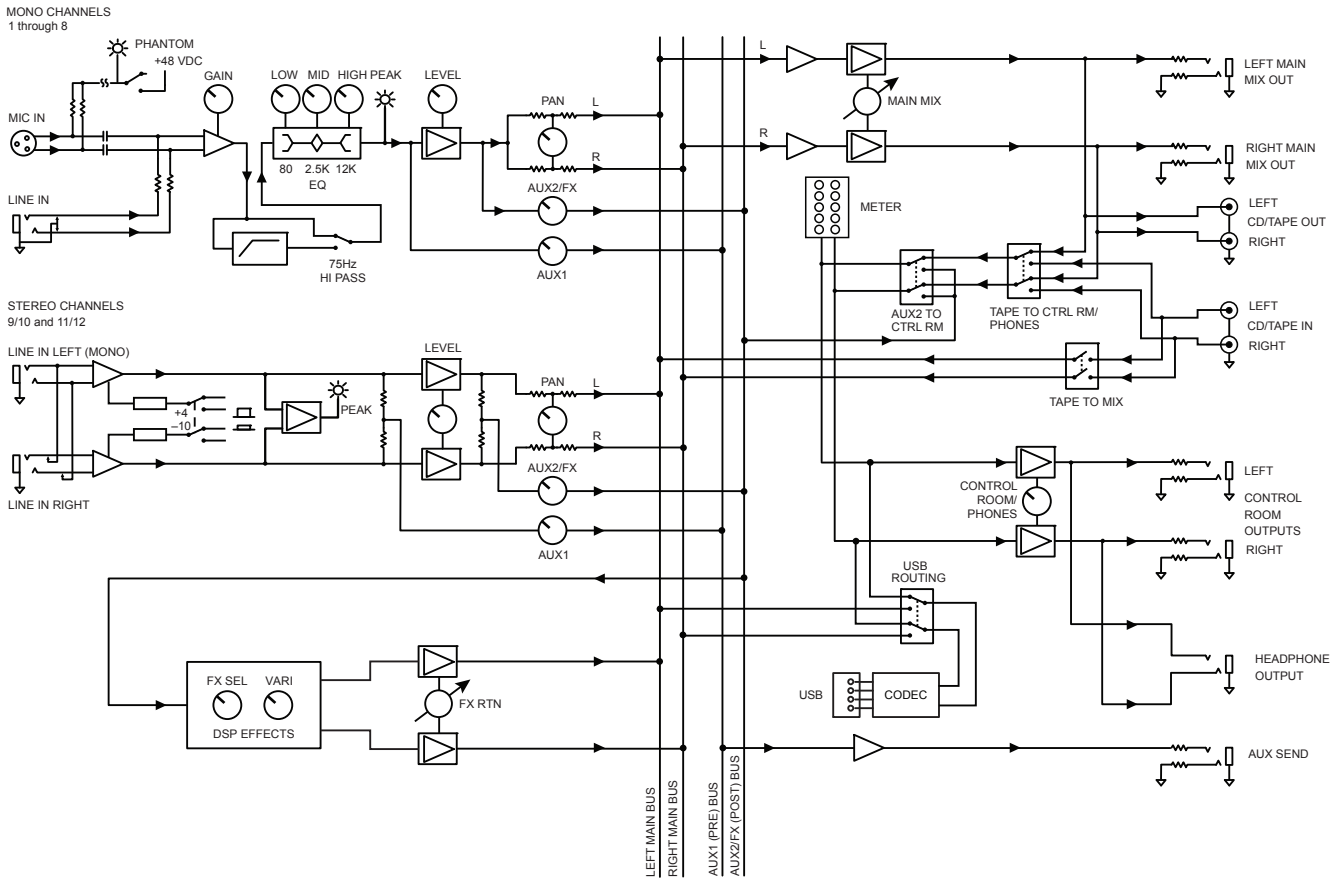 MONO CHANNELS
1 through 8
PHANTOM
+48 VDC
GAIN
LOW
MID
HIGH
PEAK
LEVEL
PAN
L
R
MIC IN
80
2.5K
12K
EQ
AUX2/FX
AUX1
LINE IN
75Hz
HI PASS
STEREO CHANNELS
9/10 and 11/12
LINE IN LEFT (MONO)
LEVEL
PAN
L
R
+4
–10
PEAK
AUX2/FX
AUX1
LINE IN RIGHT
FX SEL
VARI
DSP EFFECTS
FX RTN
LEFT MAIN BUS
RIGHT MAIN BUS
AUX1 (PRE) BUS
AUX2/FX (POST) BUS
L
R
MAIN MIX
LEFT MAIN
MIX OUT
RIGHT MAIN
MIX OUT
METER
LEFT
CD/TAPE OUT
RIGHT
AUX2 TO
CTRL RM
TAPE TO CTRL RM/
PHONES
LEFT
CD/TAPE IN
RIGHT
TAPE TO MIX
CONTROL
ROOM/
PHONES
LEFT
CONTROL
ROOM
OUTPUTS
RIGHT
USB
ROUTING
USB
CODEC
HEADPHONE
OUTPUT
AUX SEND